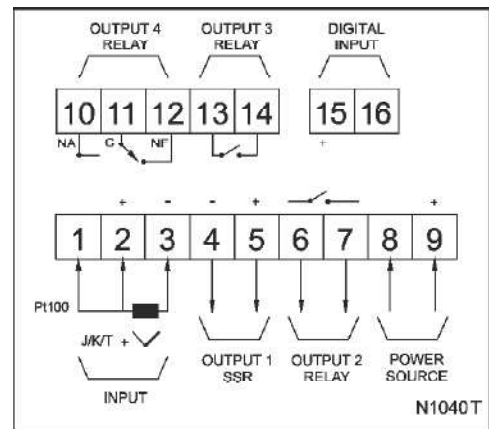 OUTPUT 4 RELAY
OUTPUT 3 RELAY
DIGITAL INPUT
10 11 12 13 14 15 16
NA C NF +
+ - - + +
1 2 3 4 5 6 7 8 9
Pt100
J/K/T +
INPUT
OUTPUT 1 SSR
OUTPUT 2 RELAY
POWER SOURCE
N1040T